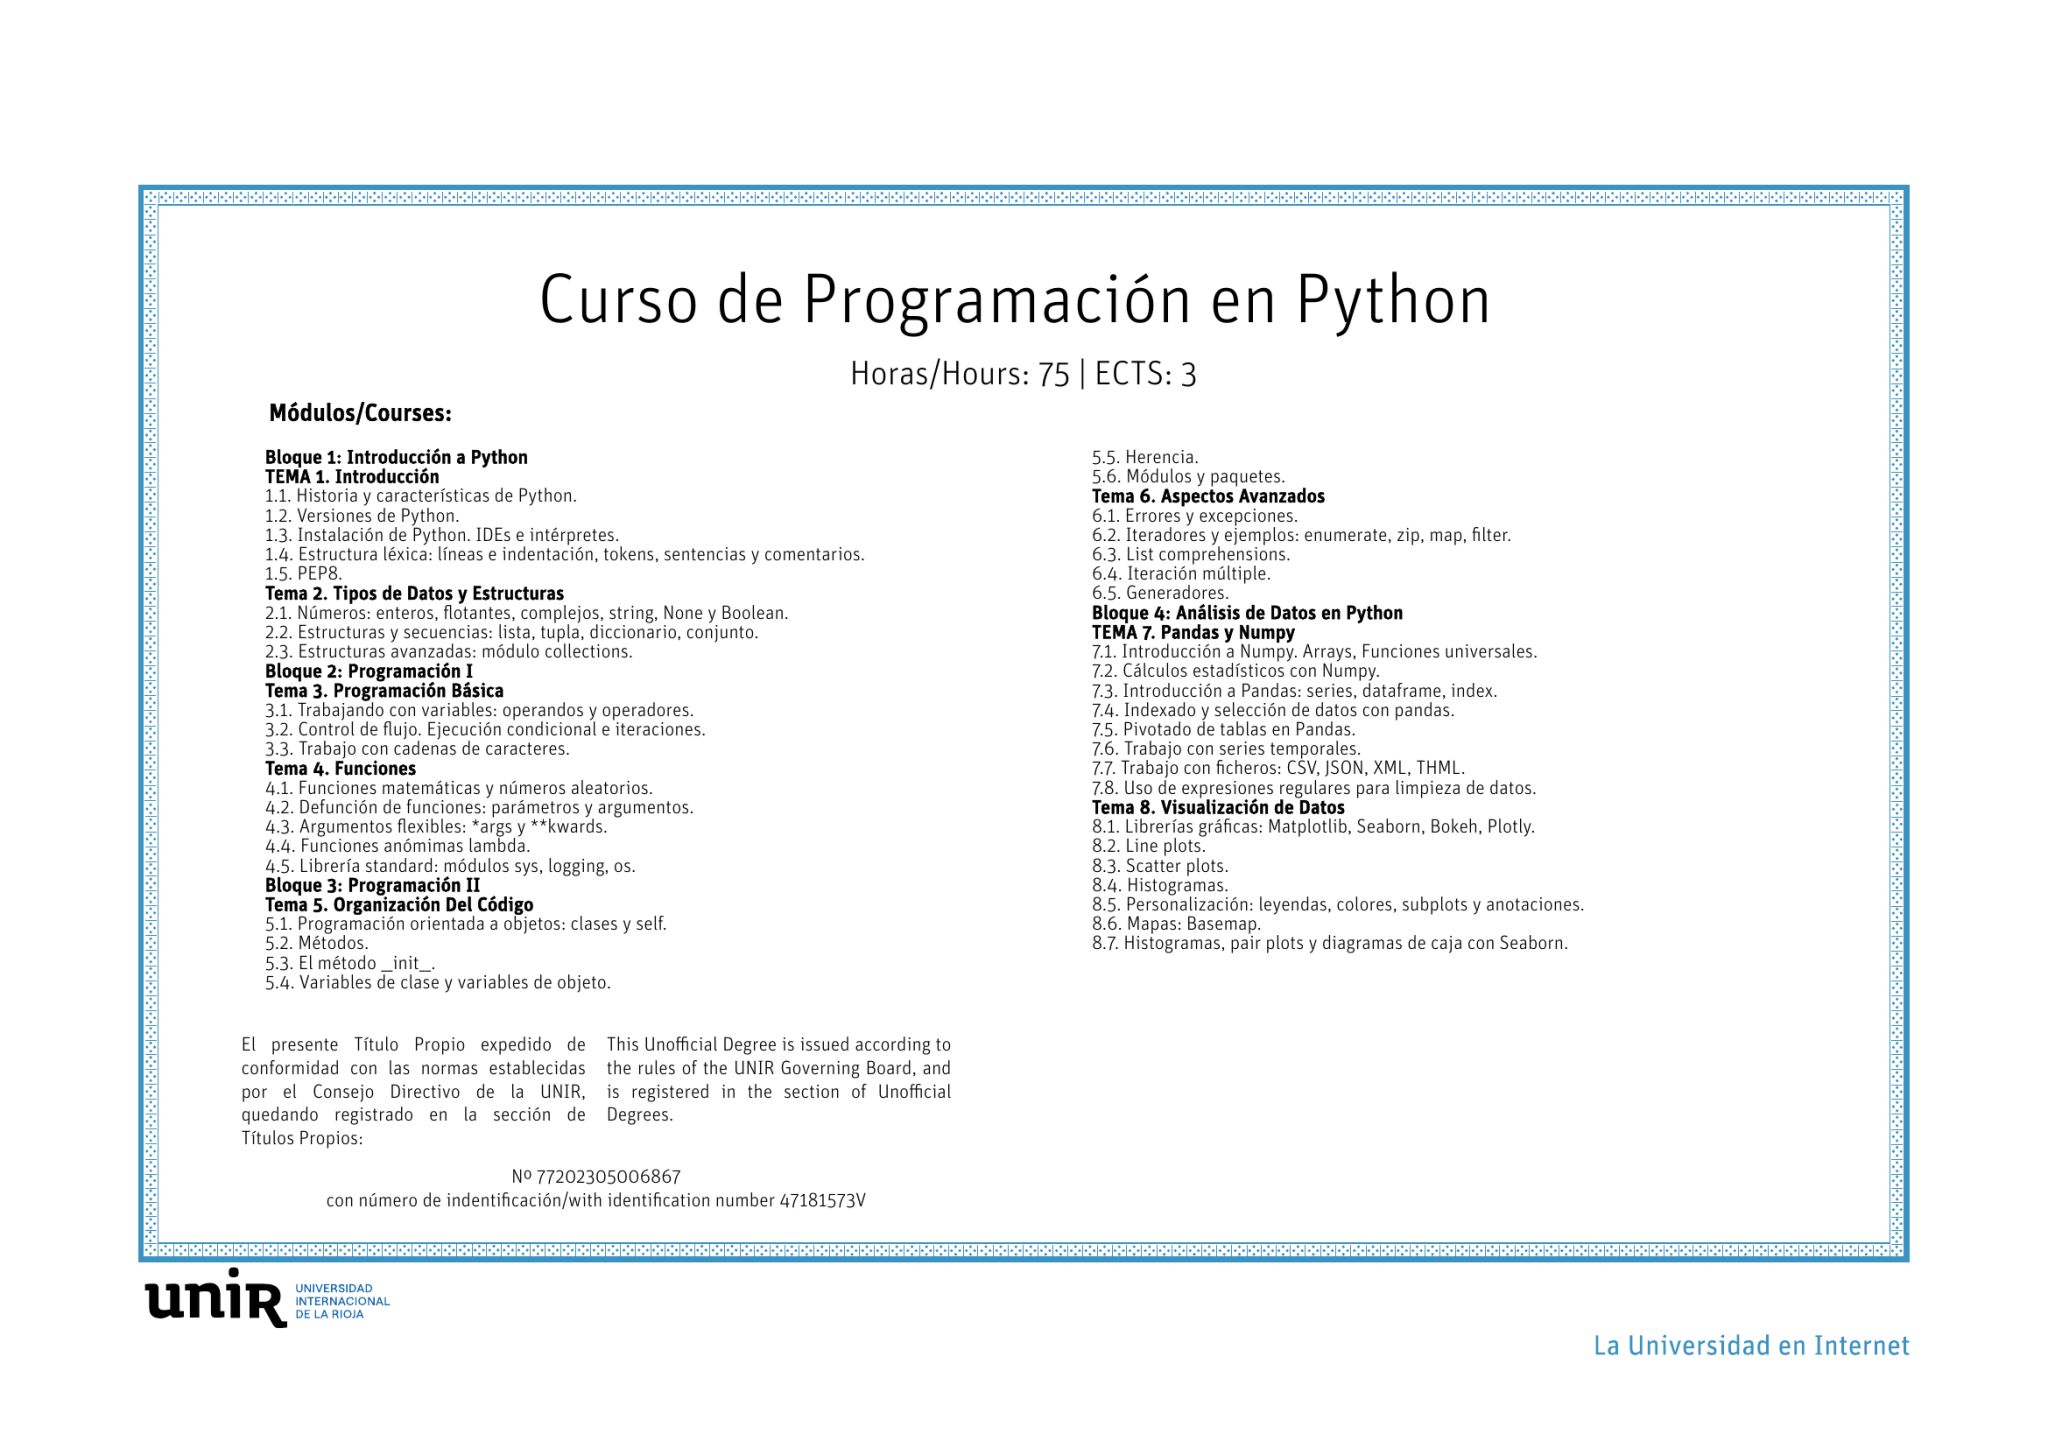 Curso de Programación en Python
Horas/Hours: 75 | ECTS: 3
Módulos/Courses:
Bloque 1: Introducción a Python
TEMA 1. Introducción
1.1. Historia y características de Python.
1.2. Versiones de Python.
1.3. Instalación de Python. IDEs e intérpretes.
1.4. Estructura léxica: líneas e indentación, tokens, sentencias y comentarios.
1.5. PEP8.
Tema 2. Tipos de Datos y Estructuras
2.1. Números: enteros, flotantes, complejos, string, None y Boolean.
2.2. Estructuras y secuencias: lista, tupla, diccionario, conjunto.
2.3. Estructuras avanzadas: módulo collections.
Bloque 2: Programación I
Tema 3. Programación Básica
3.1. Trabajando con variables: operandos y operadores.
3.2. Control de flujo. Ejecución condicional e iteraciones.
3.3. Trabajo con cadenas de caracteres.
Tema 4. Funciones
4.1. Funciones matemáticas y números aleatorios.
4.2. Defunción de funciones: parámetros y argumentos.
4.3. Argumentos flexibles: *args y **kwards.
4.4. Funciones anómimas lambda.
4.5. Librería standard: módulos sys, logging, os.
Bloque 3: Programación II
Tema 5. Organización Del Código
5.1. Programación orientada a objetos: clases y self.
5.2. Métodos.
5.3. El método _init_.
5.4. Variables de clase y variables de objeto.
5.5. Herencia.
5.6. Módulos y paquetes.
Tema 6. Aspectos Avanzados
6.1. Errores y excepciones.
6.2. Iteradores y ejemplos: enumerate, zip, map, filter.
6.3. List comprehensions.
6.4. Iteración múltiple.
6.5. Generadores.
Bloque 4: Análisis de Datos en Python
TEMA 7. Pandas y Numpy
7.1. Introducción a Numpy. Arrays, Funciones universales.
7.2. Cálculos estadísticos con Numpy.
7.3. Introducción a Pandas: series, dataframe, index.
7.4. Indexado y selección de datos con pandas.
7.5. Pivotado de tablas en Pandas.
7.6. Trabajo con series temporales.
7.7. Trabajo con ficheros: CSV, JSON, XML, THML.
7.8. Uso de expresiones regulares para limpieza de datos.
Tema 8. Visualización de Datos
8.1. Librerías gráficas: Matplotlib, Seaborn, Bokeh, Plotly.
8.2. Line plots.
8.3. Scatter plots.
8.4. Histogramas.
8.5. Personalización: leyendas, colores, subplots y anotaciones.
8.6. Mapas: Basemap.
8.7. Histogramas, pair plots y diagramas de caja con Seaborn.
El presente Título Propio expedido de
conformidad con las normas establecidas
por el Consejo Directivo de la UNIR,
quedando registrado en la sección de
Títulos Propios:
This Unofficial Degree is issued according to
the rules of the UNIR Governing Board, and
is registered in the section of Unofficial
Degrees.
Nº 77202305006867
con número de indentificación/with identification number 47181573V
unir
UNIVERSIDAD
INTERNACIONAL
DE LA RIOJA
La Universidad en Internet